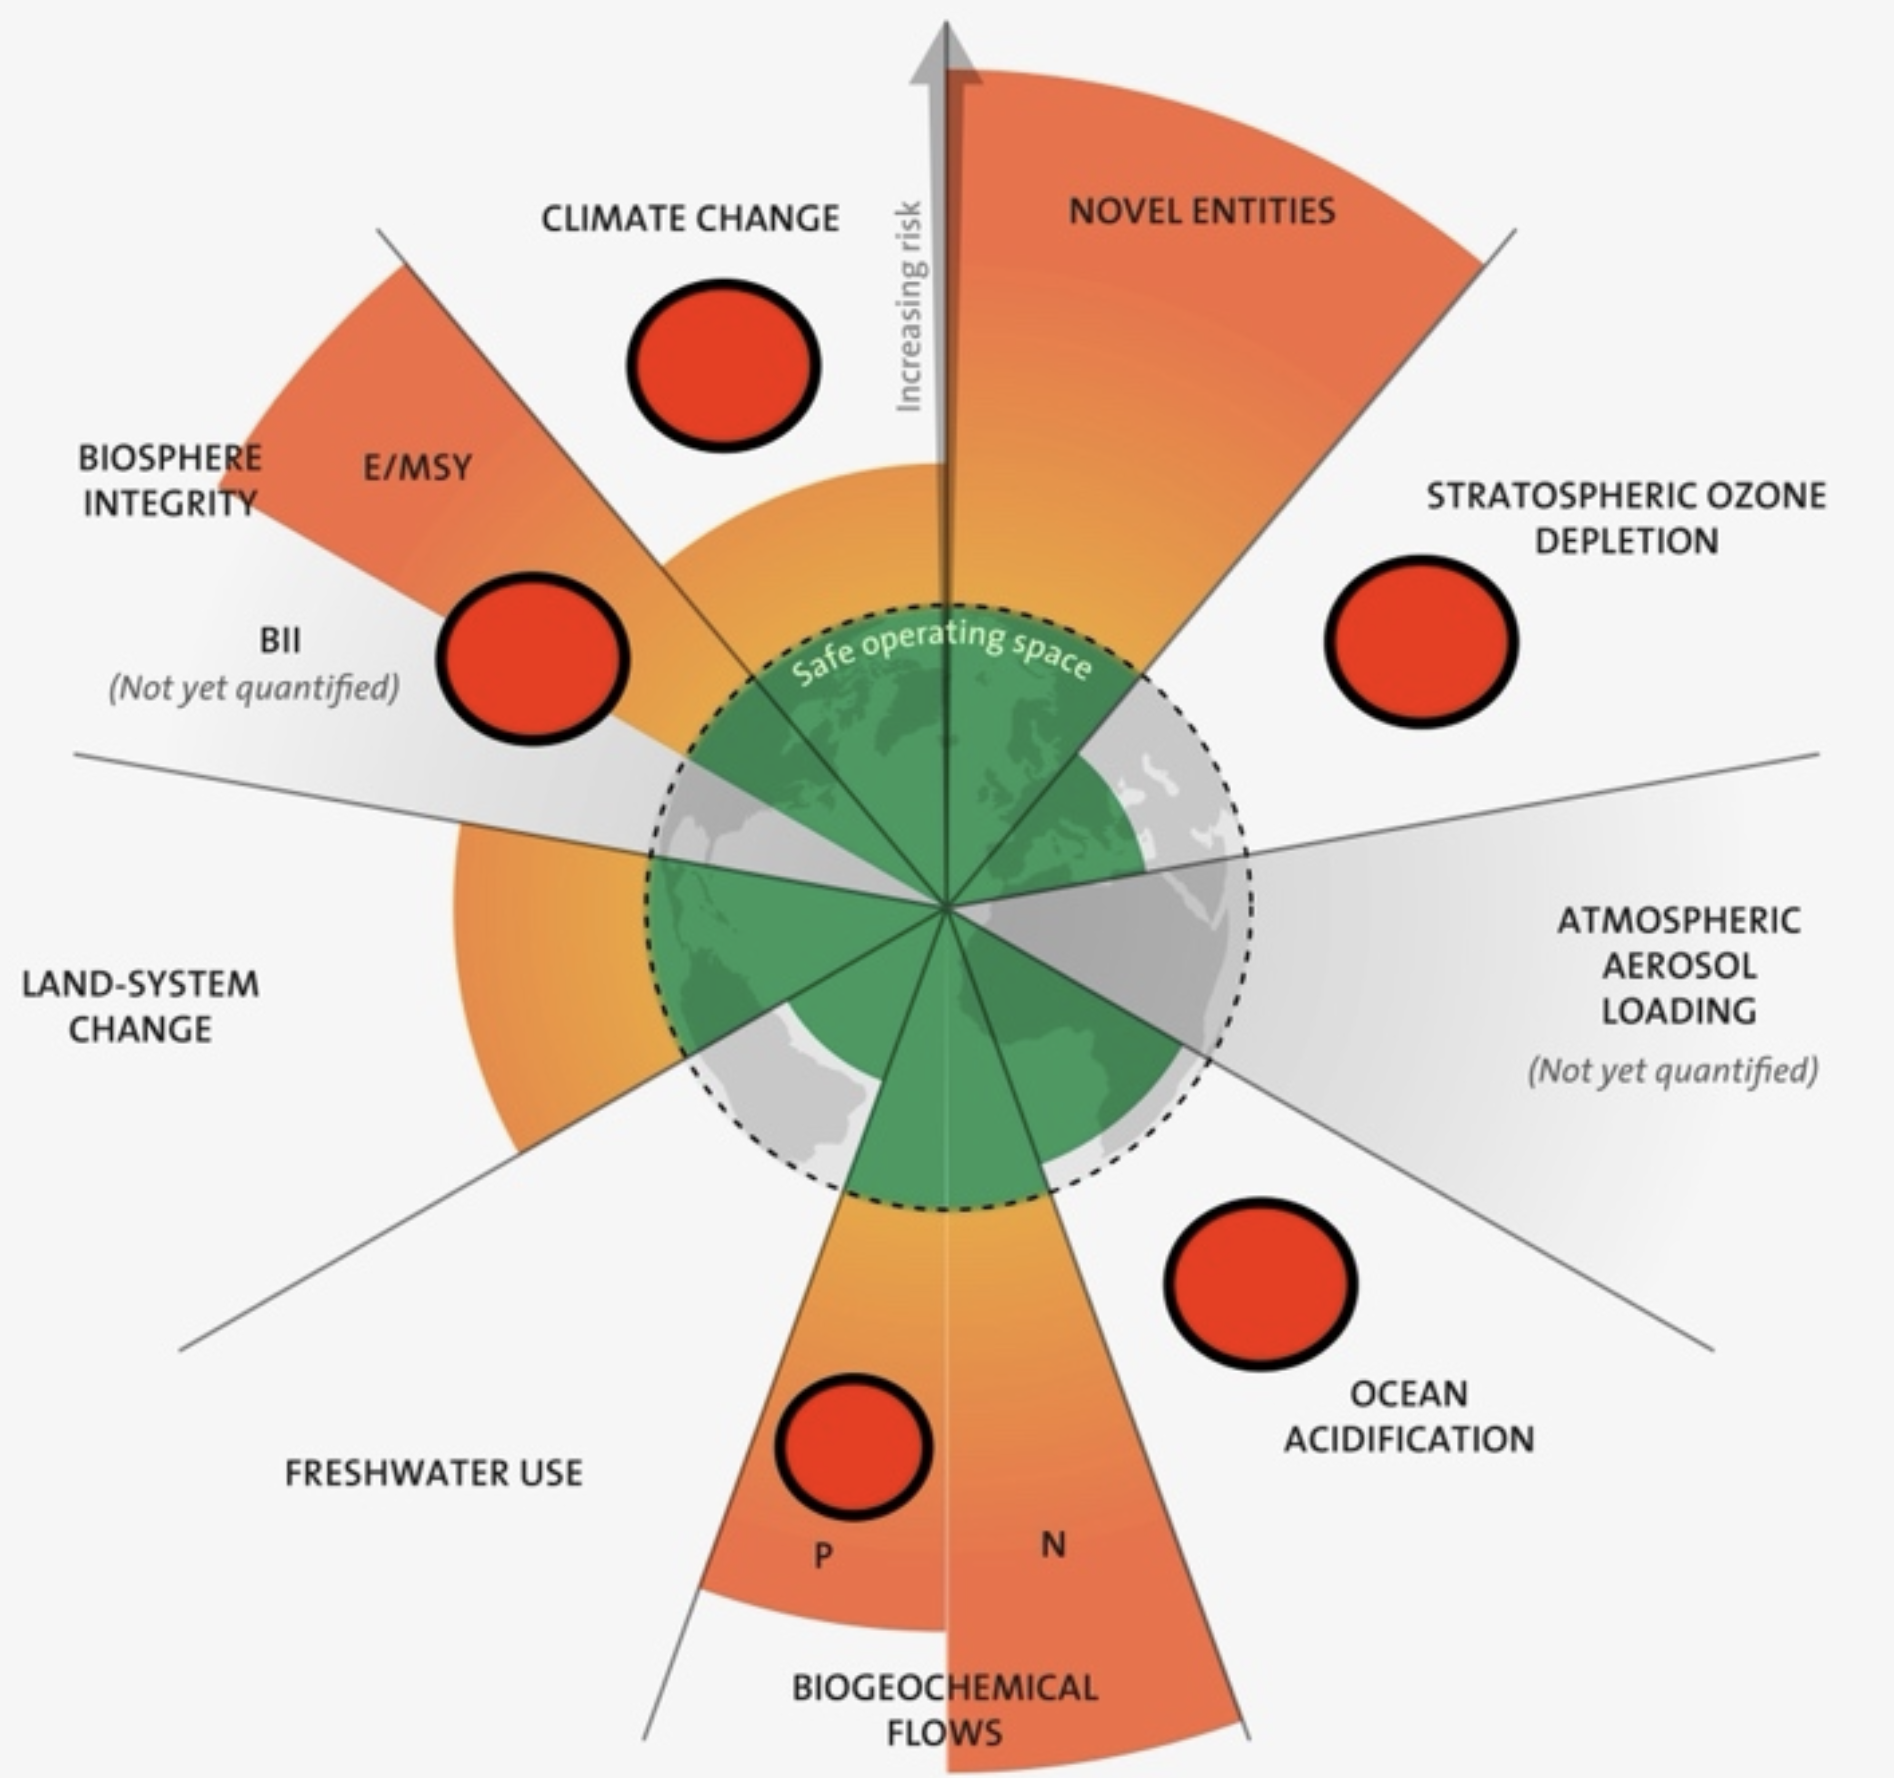 CLIMATE CHANGE
Increasing risk
NOVEL ENTITIES
STRATOSPHERIC OZONE
DEPLETION
BIOSPHERE
INTEGRITY
E/MSY
BII
(Not yet quantified)
Safe operating space
ATMOSPHERIC
AEROSOL
LOADING
(Not yet quantified)
LAND-SYSTEM
CHANGE
OCEAN
ACIDIFICATION
FRESHWATER USE
P
N
BIOGEOCHEMICAL
FLOWS